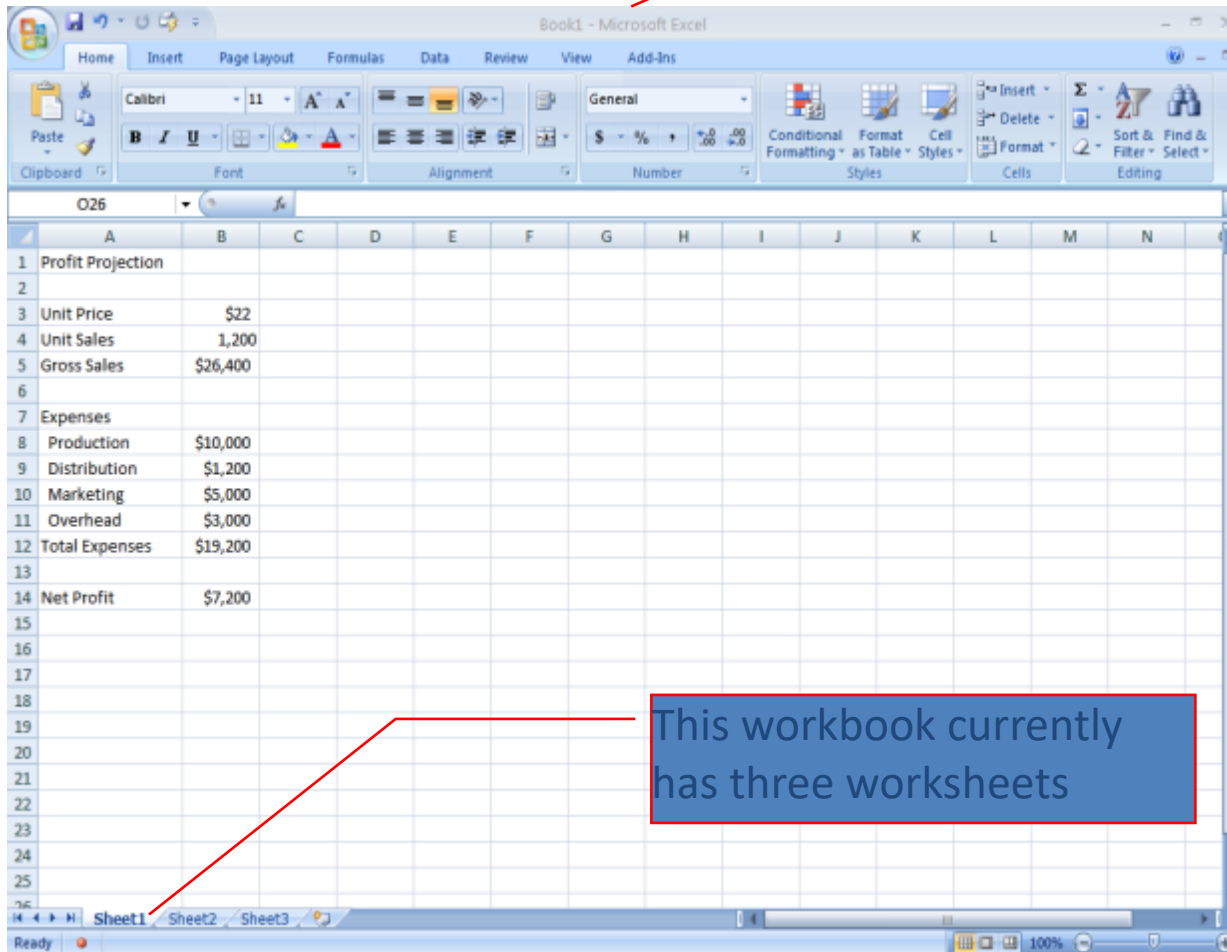 Book1 - Microsoft Excel
Home Insert Page Layout Formulas Data Review View Add-Ins
Paste Calibri 11 A A General Conditional Formatting Format as Table Cell Styles Insert Delete Format Σ Sort & Filter Find & Select
B I U A $ % , .0 .00 .00 .0
Clipboard Font Alignment Number Styles Cells Editing
O26 fx
A B C D E F G H I J K L M N
1 Profit Projection
2
3 Unit Price $22
4 Unit Sales 1,200
5 Gross Sales $26,400
6
7 Expenses
8 Production $10,000
9 Distribution $1,200
10 Marketing $5,000
11 Overhead $3,000
12 Total Expenses $19,200
13
14 Net Profit $7,200
15
16
17
18
19
20
21
22
23
24
25
26
This workbook currently
has three worksheets
Sheet1 Sheet2 Sheet3
Ready 100%